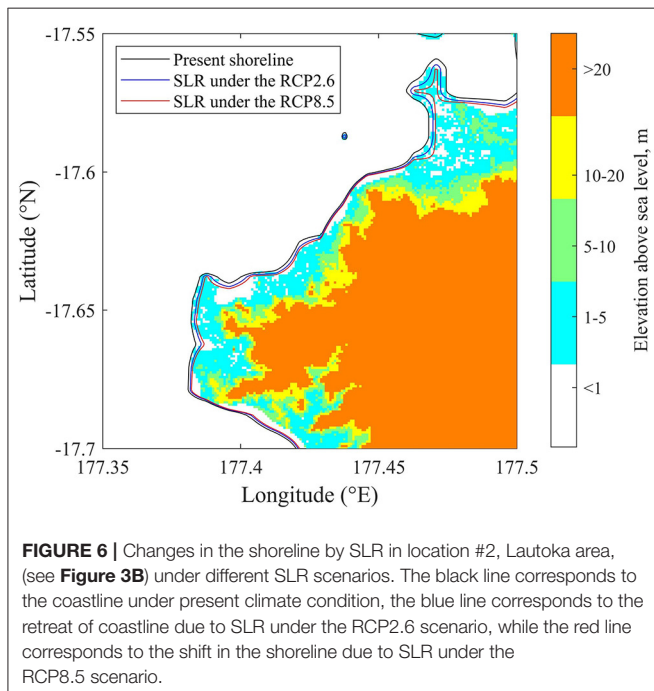 -17.55
Present shoreline
SLR under the RCP2.6
SLR under the RCP8.5
-17.6
-17.65
-17.7
Latitude (°N)
177.35
177.4
177.45
177.5
Longitude (°E)
>20
10-20
5-10
1-5
<1
Elevation above sea level, m
FIGURE 6 | Changes in the shoreline by SLR in location #2, Lautoka area,
(see Figure 3B) under different SLR scenarios. The black line corresponds to
the coastline under present climate condition, the blue line corresponds to the
retreat of coastline due to SLR under the RCP2.6 scenario, while the red line
corresponds to the shift in the shoreline due to SLR under the
RCP8.5 scenario.